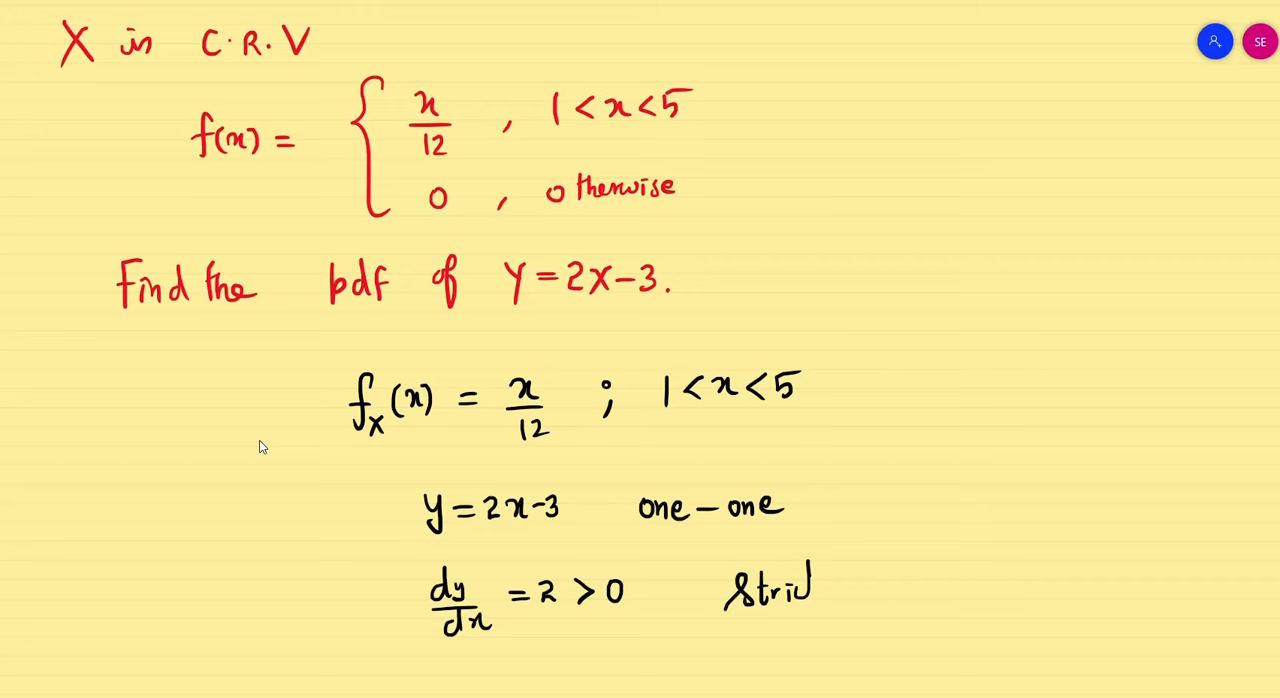 X is C.R.V
SE
f(x) = { x/12 , 1 < x < 5
0 , otherwise
Find the pdf of Y = 2X - 3.
f_X(x) = x/12 ; 1 < x < 5
y = 2x - 3 one - one
dy/dx = 2 > 0 Stric